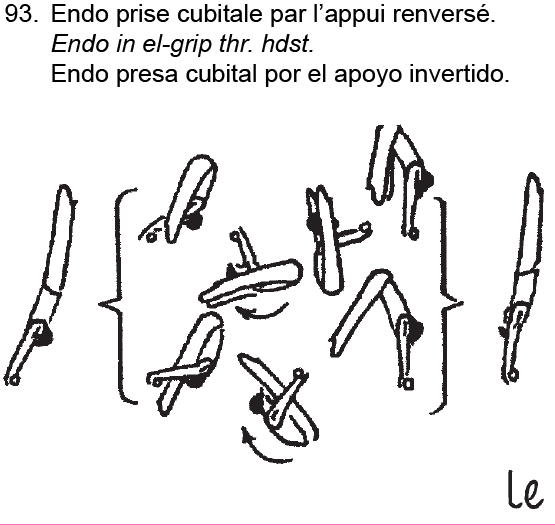 93. Endo prise cubitale par l’appui renversé.
Endo in el-grip thr. hdst.
Endo presa cubital por el apoyo invertido.
le